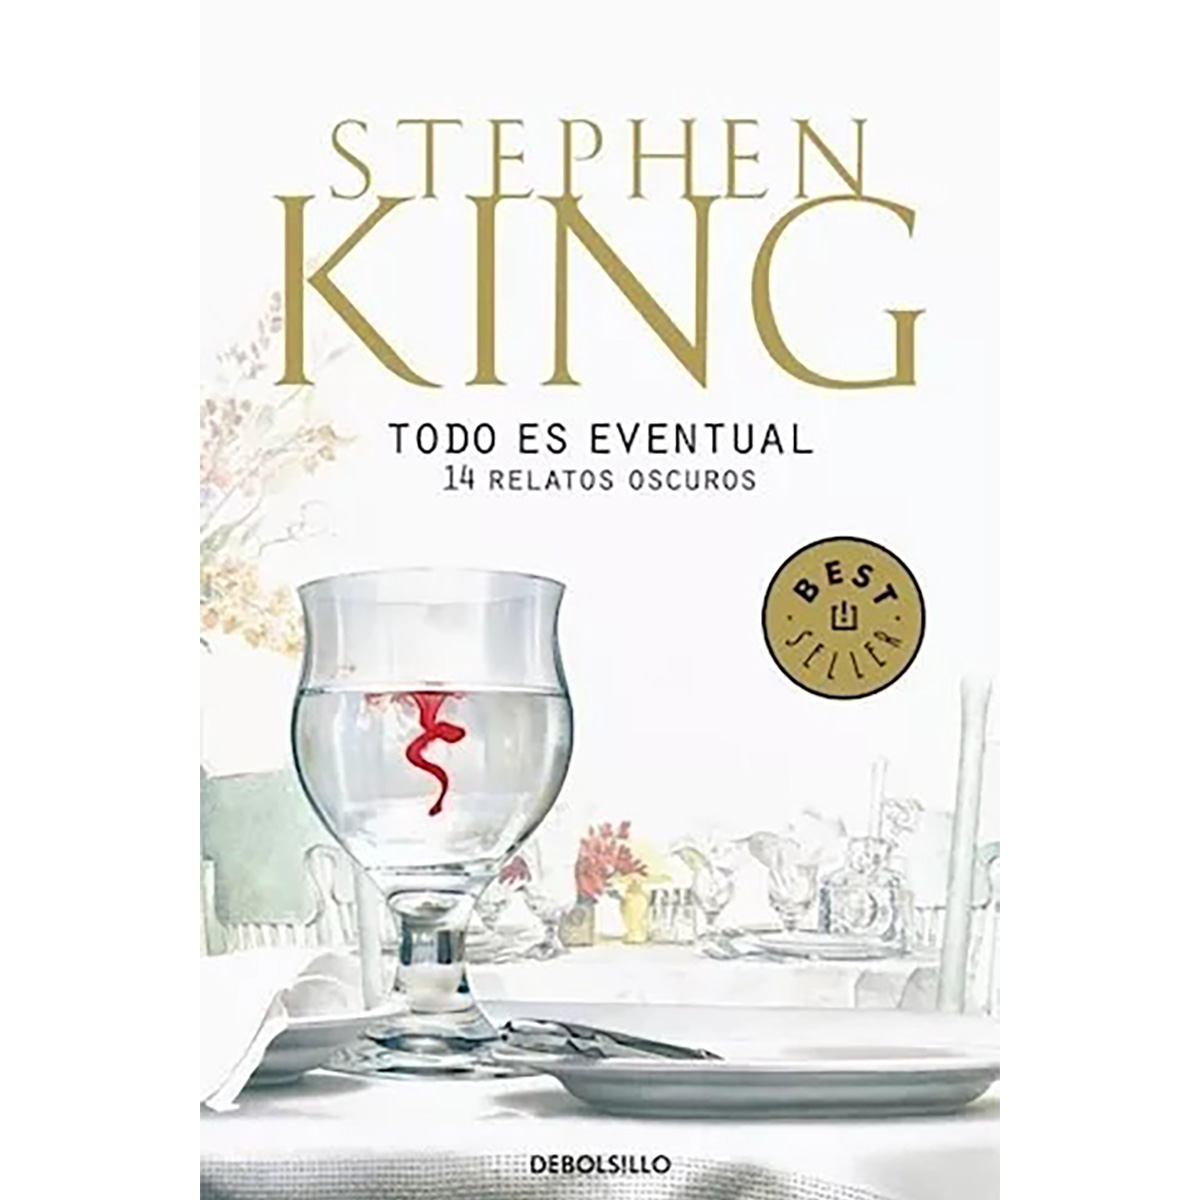 STEPHEN
KING
TODO ES EVENTUAL
14 RELATOS OSCUROS
BEST
SELLER
DEBOLSILLO